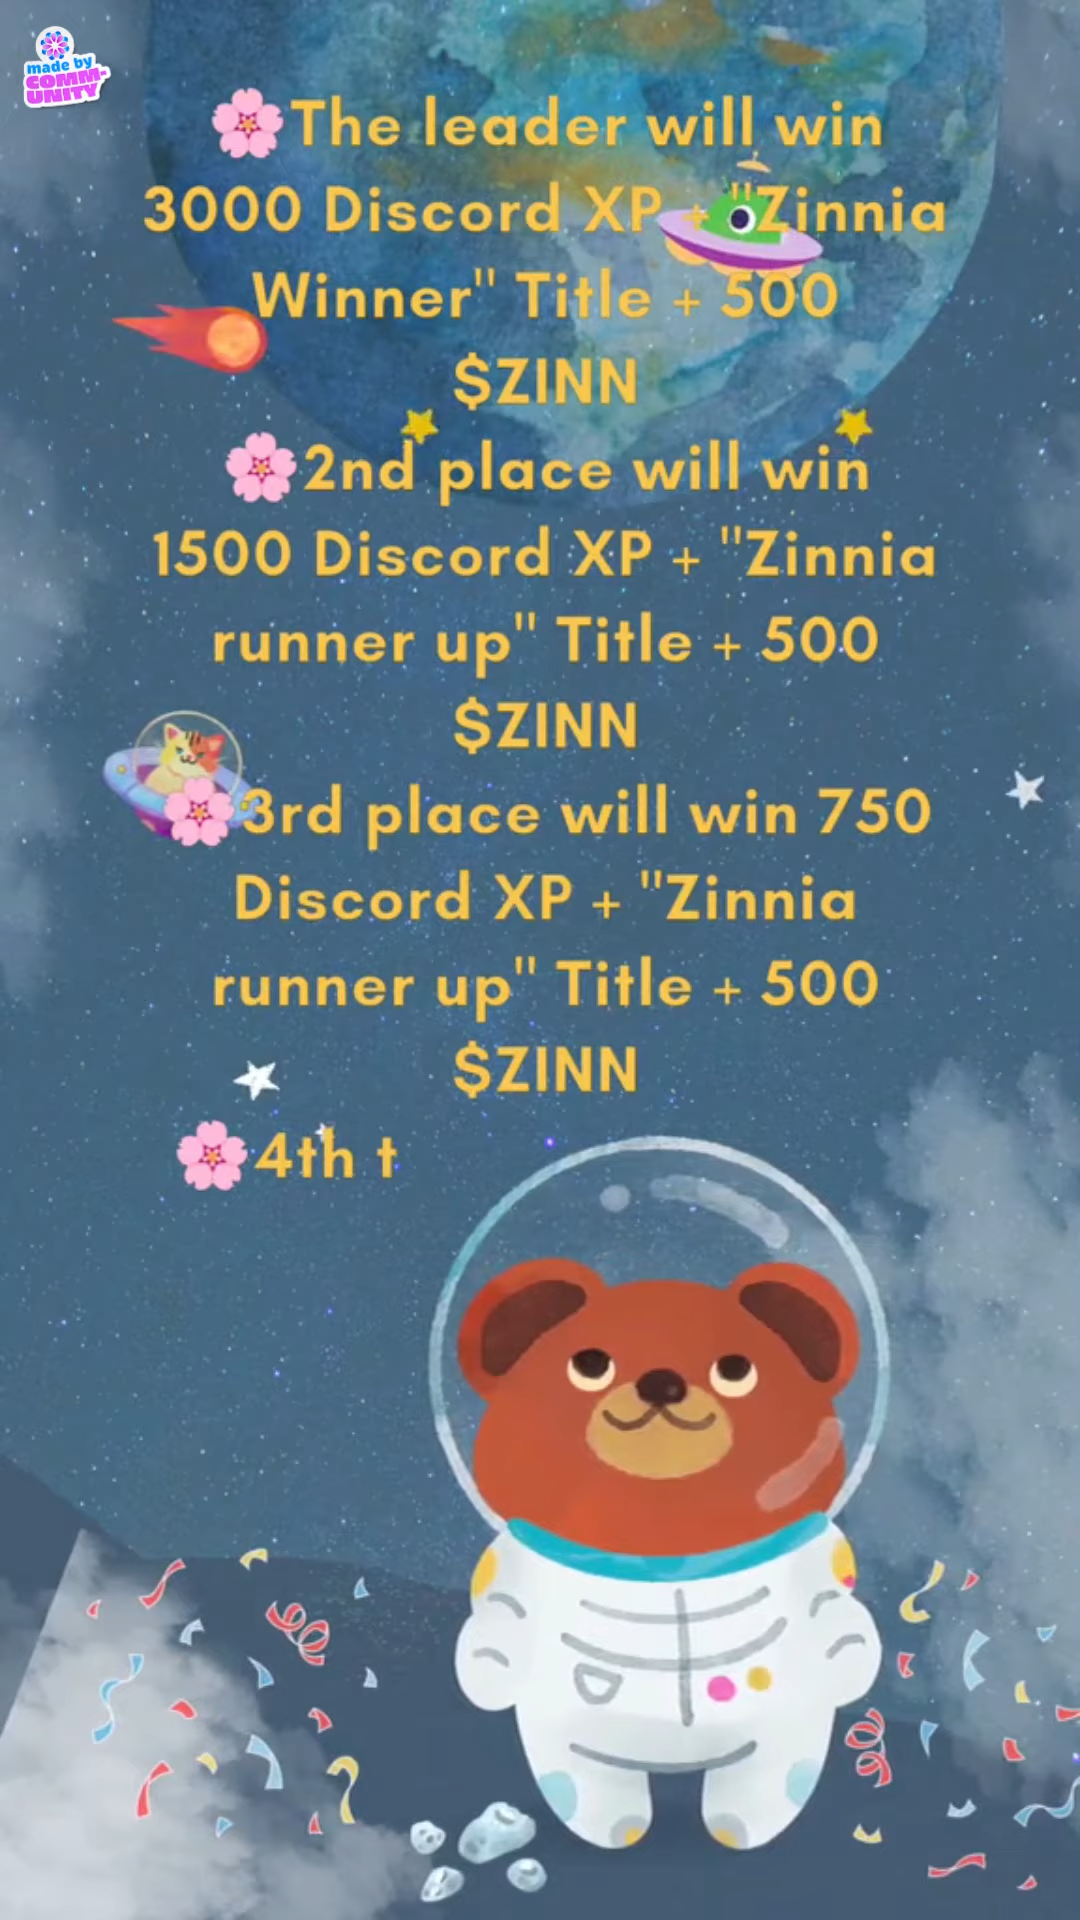 made by
COMM-
UNITY
🌸The leader will win
3000 Discord XP + "Zinnia
Winner" Title + 500
$ZINN
🌸2nd place will win
1500 Discord XP + "Zinnia
runner up" Title + 500
$ZINN
🌸3rd place will win 750
Discord XP + "Zinnia
runner up" Title + 500
$ZINN
🌸4th t